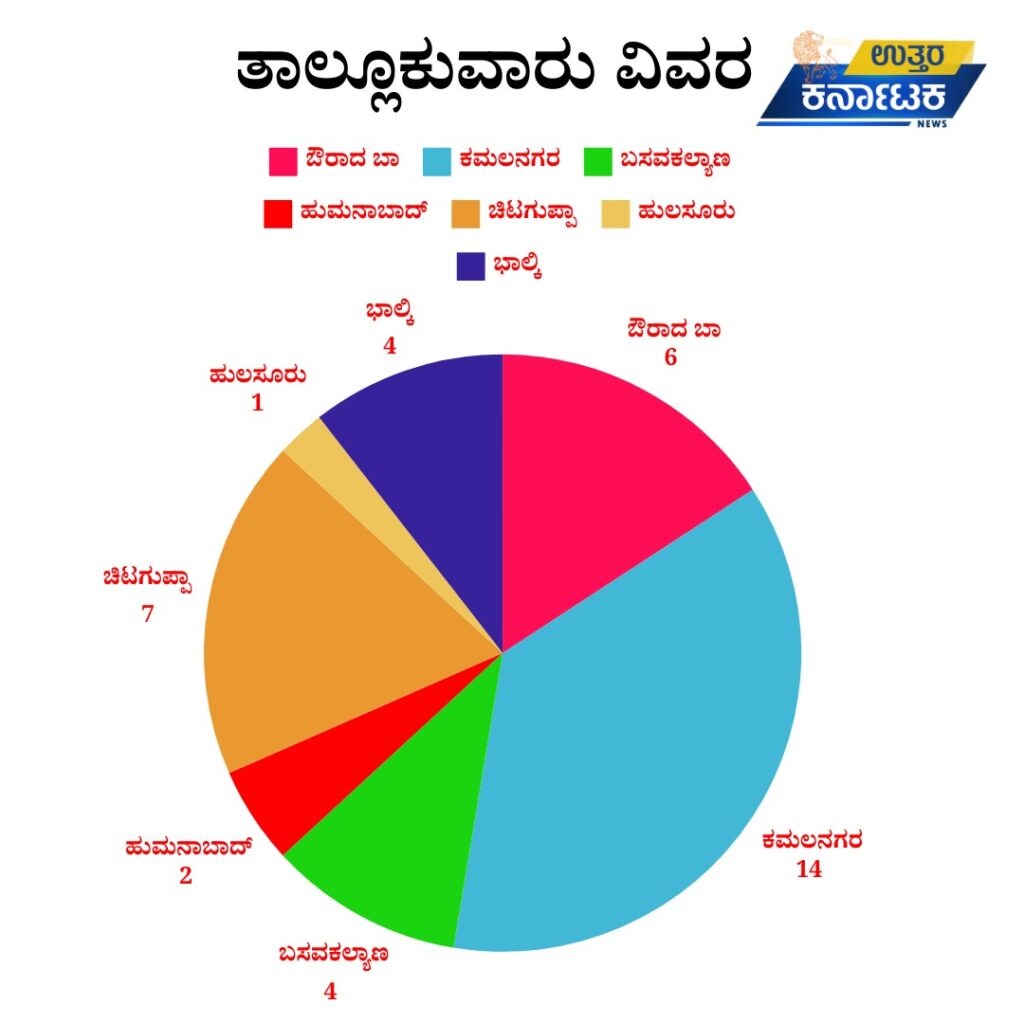 ತಾಲ್ಲೂಕುವಾರು ವಿವರ
ಉತ್ತರ
ಕರ್ನಾಟಕ
NEWS
ಔರಾದ ಬಾ ಕಮಲನಗರ ಬಸವಕಲ್ಯಾಣ
ಹುಮನಾಬಾದ್ ಚಿಟಗುಪ್ಪಾ ಹುಲಸೂರು
ಭಾಲ್ಕಿ
ಭಾಲ್ಕಿ
4
ಔರಾದ ಬಾ
6
ಹುಲಸೂರು
1
ಚಿಟಗುಪ್ಪಾ
7
ಹುಮನಾಬಾದ್
2
ಕಮಲನಗರ
14
ಬಸವಕಲ್ಯಾಣ
4